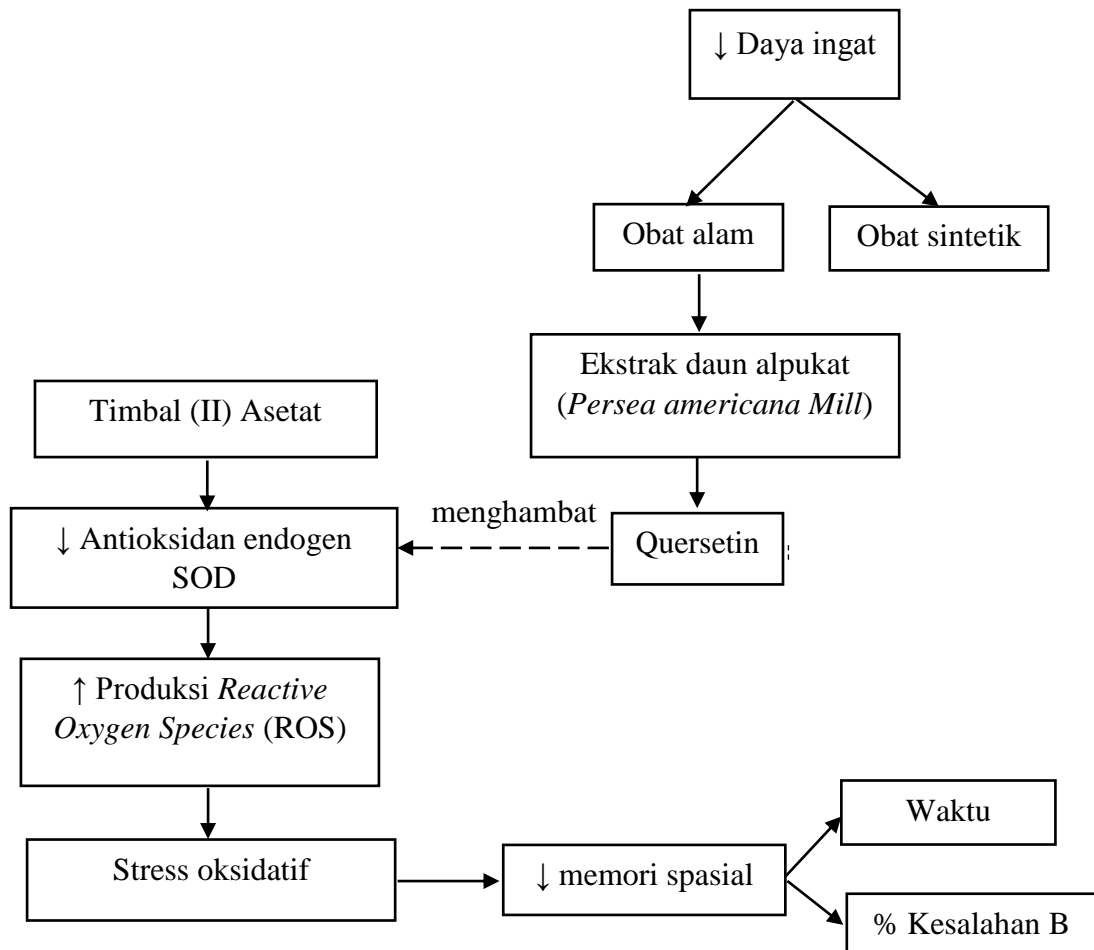 ↓ Daya ingat
Obat alam
Obat sintetik
Ekstrak daun alpukat
(Persea americana Mill)
Timbal (II) Asetat
menghambat
↓ Antioksidan endogen
SOD
Quersetin
↑ Produksi Reactive
Oxygen Species (ROS)
Waktu
Stress oksidatif
↓ memori spasial
% Kesalahan B